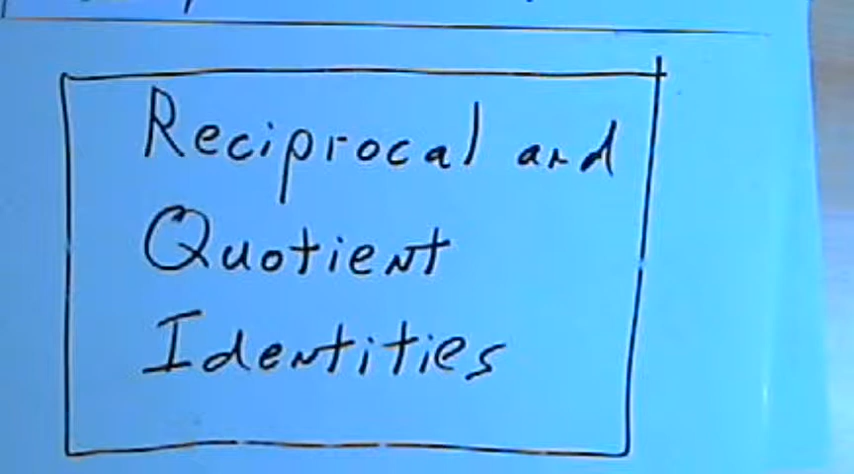 Reciprocal and
Quotient
Identities